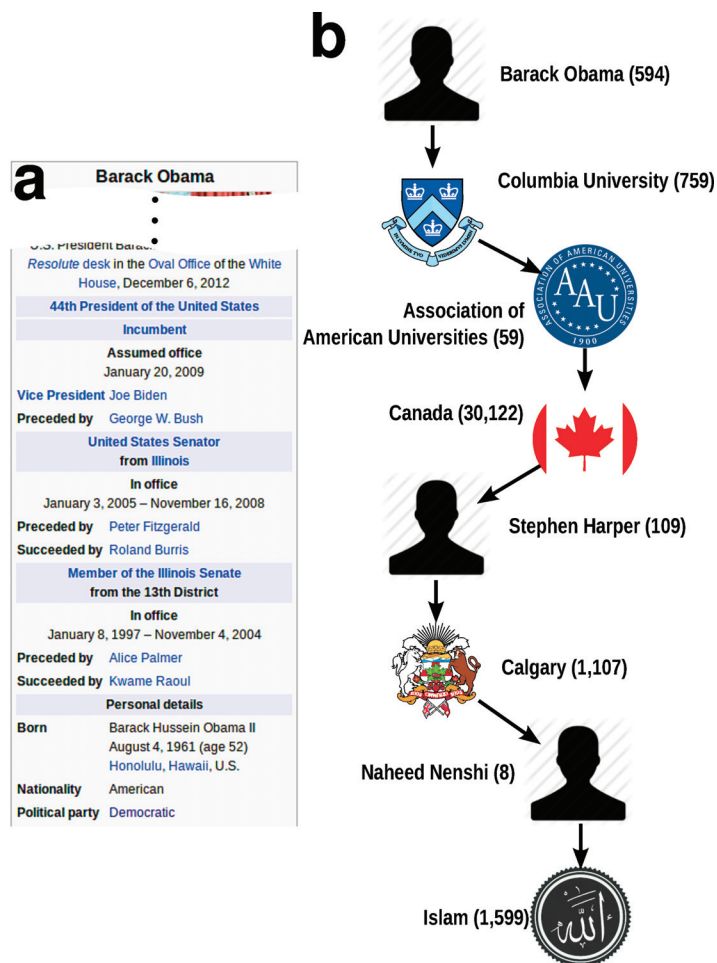 a
Barack Obama
U.S. President Barac
Resolute desk in the Oval Office of the White
House, December 6, 2012
44th President of the United States
Incumbent
Assumed office
January 20, 2009
Vice President Joe Biden
Preceded by George W. Bush
United States Senator
from Illinois
In office
January 3, 2005 – November 16, 2008
Preceded by Peter Fitzgerald
Succeeded by Roland Burris
Member of the Illinois Senate
from the 13th District
In office
January 8, 1997 – November 4, 2004
Preceded by Alice Palmer
Succeeded by Kwame Raoul
Personal details
Born Barack Hussein Obama II
August 4, 1961 (age 52)
Honolulu, Hawaii, U.S.
Nationality American
Political party Democratic
b
Barack Obama (594)
Columbia University (759)
ASSOCIATION OF AMERICAN UNIVERSITIES
AAU
1900
Association of
American Universities (59)
Canada (30,122)
Stephen Harper (109)
Calgary (1,107)
Naheed Nenshi (8)
Islam (1,599)
الله